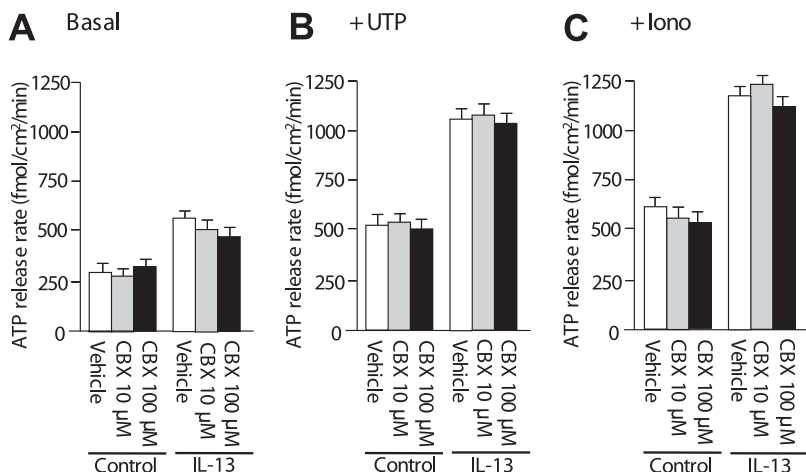 A Basal
ATP release rate (fmol/cm²/min)
1250
1000
750
500
250
0
Vehicle
CBX 10 µM
CBX 100 µM
Vehicle
CBX 10 µM
CBX 100 µM
Control
IL-13
B +UTP
ATP release rate (fmol/cm²/min)
1250
1000
750
500
250
0
Vehicle
CBX 10 µM
CBX 100 µM
Vehicle
CBX 10 µM
CBX 100 µM
Control
IL-13
C +Iono
ATP release rate (fmol/cm²/min)
1250
1000
750
500
250
0
Vehicle
CBX 10 µM
CBX 100 µM
Vehicle
CBX 10 µM
CBX 100 µM
Control
IL-13